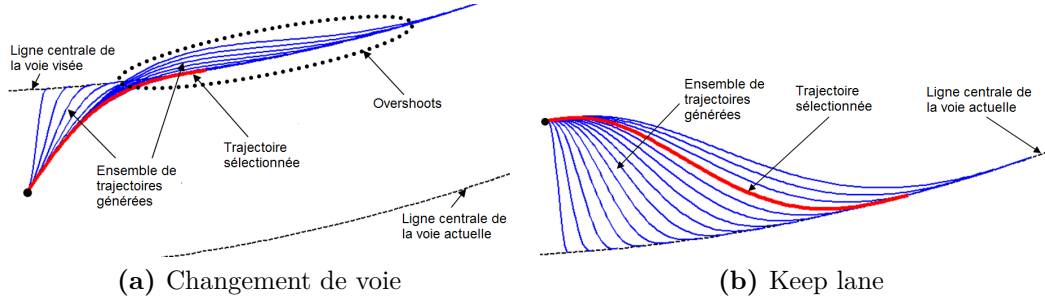 Ligne centrale de
la voie visée
Overshoots
Ensemble de
trajectoires
générées
Trajectoire
sélectionnée
Ligne centrale de
la voie actuelle
(a) Changement de voie
Ensemble de
trajectoires
générées
Trajectoire
sélectionnée
Ligne centrale de
la voie actuelle
(b) Keep lane